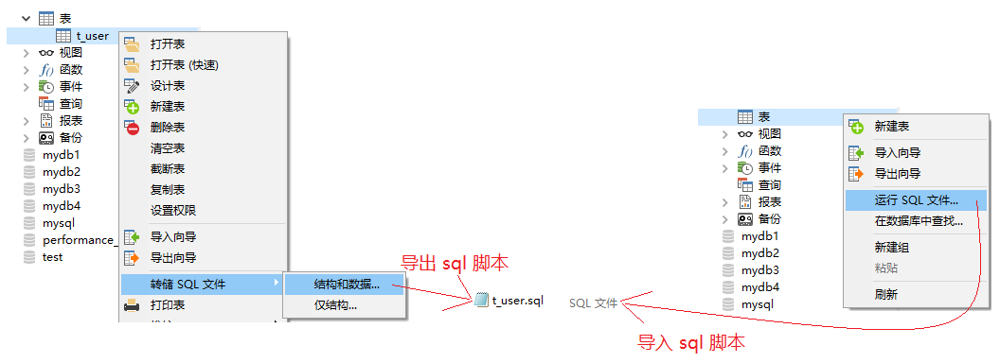 表
t_user
视图
函数
事件
查询
报表
备份
mydb1
mydb2
mydb3
mydb4
mysql
performance_
test
打开表
打开表 (快速)
设计表
新建表
删除表
清空表
截断表
复制表
设置权限
导入向导
导出向导
转储 SQL 文件
打印表
结构和数据...
仅结构...
导出 sql 脚本
t_user.sql
SQL 文件
导入 sql 脚本
表
视图
函数
事件
查询
报表
备份
mydb1
mydb2
mydb3
mydb4
mysql
新建表
导入向导
导出向导
运行 SQL 文件...
在数据库中查找...
新建组
粘贴
刷新